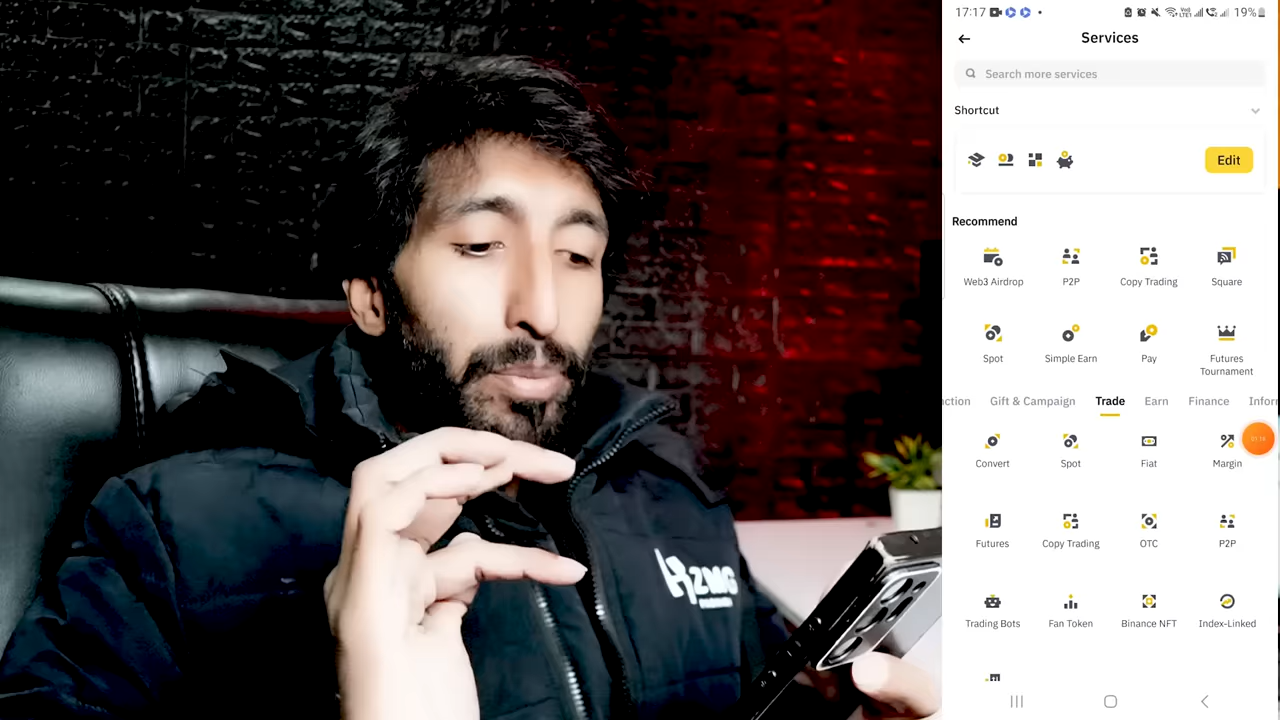 17:17
19%
Services
Search more services
Shortcut
Edit
Recommend
Web3 Airdrop P2P Copy Trading Square
Spot Simple Earn Pay Futures Tournament
ction Gift & Campaign Trade Earn Finance Inforr
Convert Spot Fiat Margin
Futures Copy Trading OTC P2P
Trading Bots Fan Token Binance NFT Index-Linked
ZMG